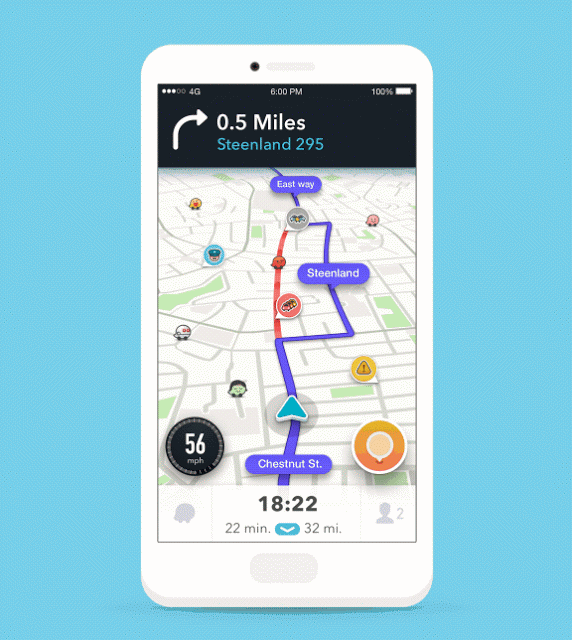 4G 6:00 PM 100%
0.5 Miles
Steenland 295
East way
Steenland
56
mph
Chestnut St.
18:22
22 min. 32 mi.
2